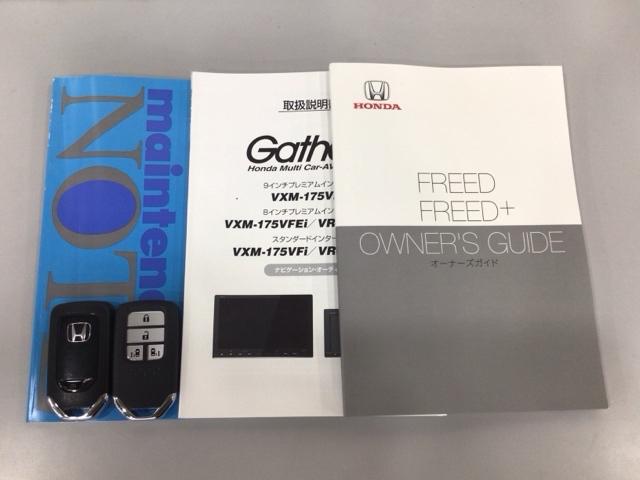 maintenance
NOT
取扱説明
Gathe
Honda Multi Car-AV
9インチプレミアムイン
VXM-175V
8インチプレミアムイン
VXM-175VFEi/VR
スタンダードインター
VXM-175VFi/VR
ナビゲーション・オーディ
HONDA
FREED
FREED+
OWNER'S GUIDE
オーナーズガイド